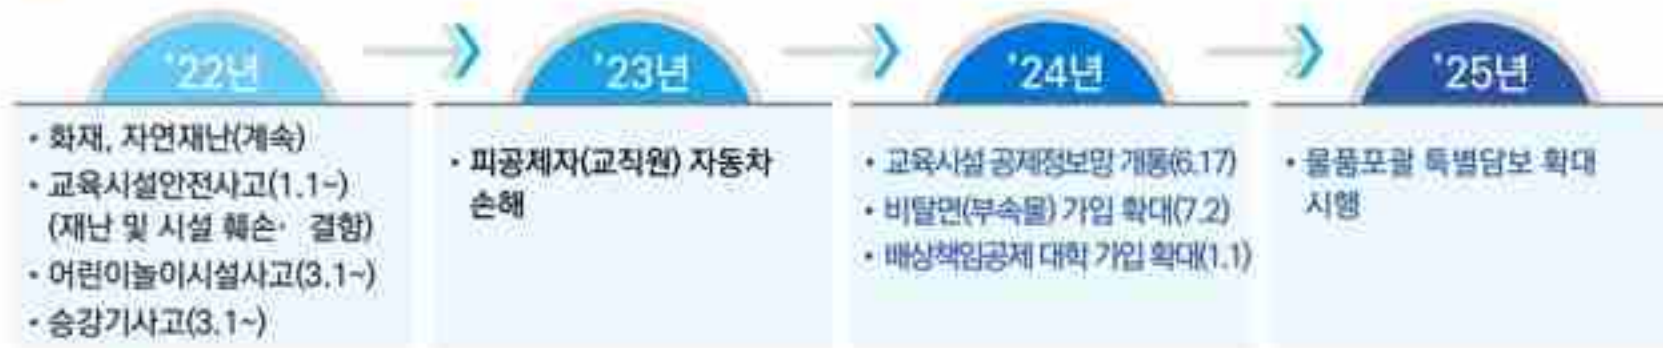 '22년
• 화재, 자연재난(계속)
• 교육시설안전사고(1.1~)
(재난 및 시설 훼손· 결함)
• 어린이놀이시설사고(3.1~)
• 승강기사고(3.1~)
'23년
• 피공제자(교직원) 자동차
손해
'24년
• 교육시설 공제정보망 개통(6.17)
• 비탈면(부속물) 가입 확대(7.2)
• 배상책임공제 대학 가입 확대(1.1)
'25년
• 물품포괄 특별담보 확대
시행